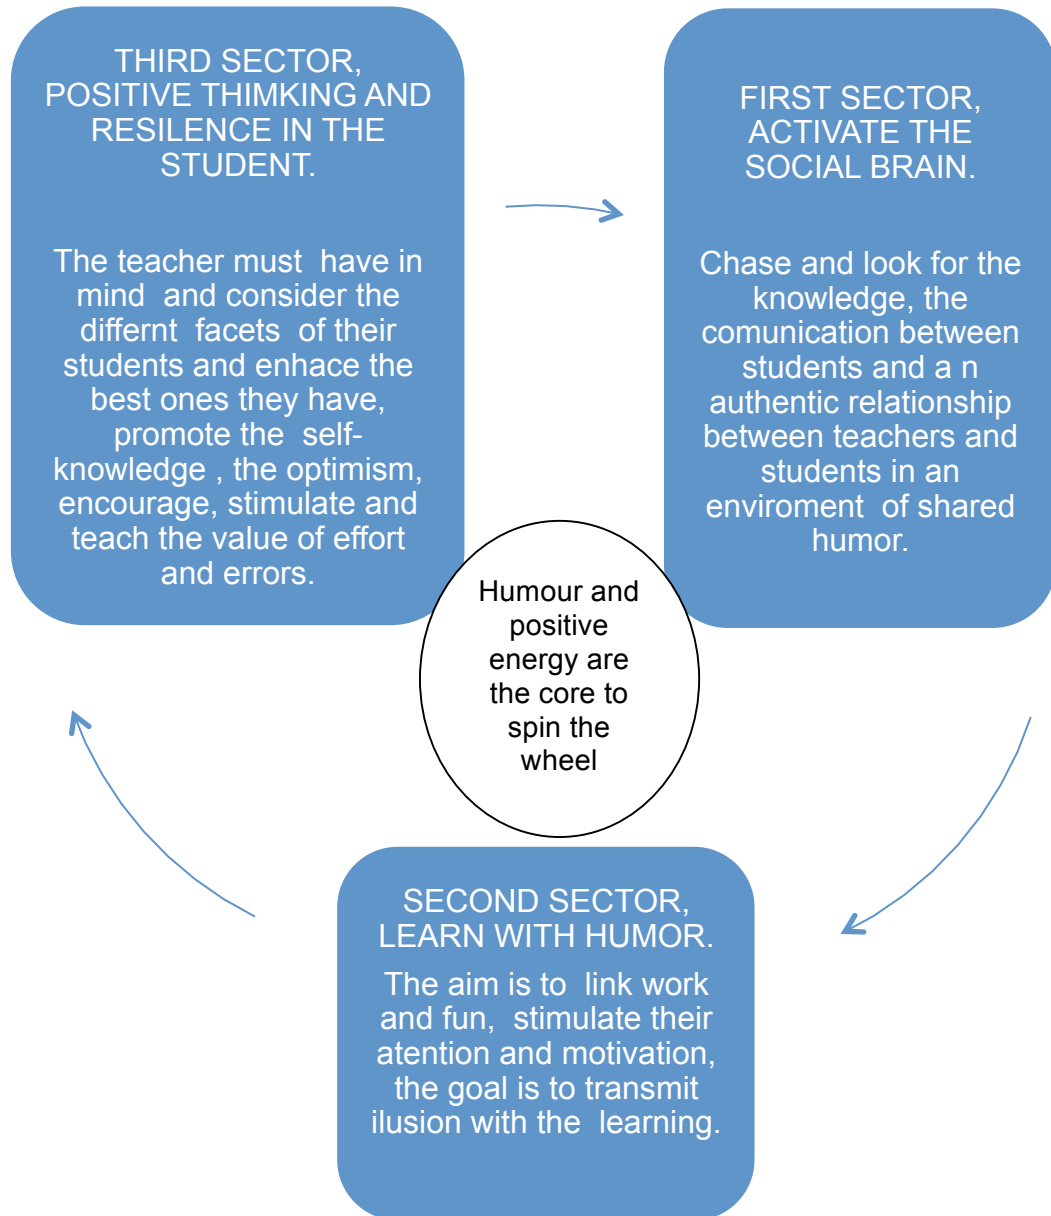 THIRD SECTOR,
POSITIVE THIMKING AND
RESILENCE IN THE
STUDENT.
The teacher must  have in
mind  and consider the
differnt  facets  of their
students and enhace the
best ones they have,
promote the  self-
knowledge , the optimism,
encourage, stimulate and
teach the value of effort
and errors.
FIRST SECTOR,
ACTIVATE THE
SOCIAL BRAIN.
Chase and look for the
knowledge, the
comunication between
students and a n
authentic relationship
between teachers and
students in an
enviroment  of shared
humor.
Humour and
positive
energy are
the core to
spin the
wheel
SECOND SECTOR,
LEARN WITH HUMOR.
The aim is to  link work
and fun,  stimulate their
atention and motivation,
the goal is to transmit
ilusion with the  learning.